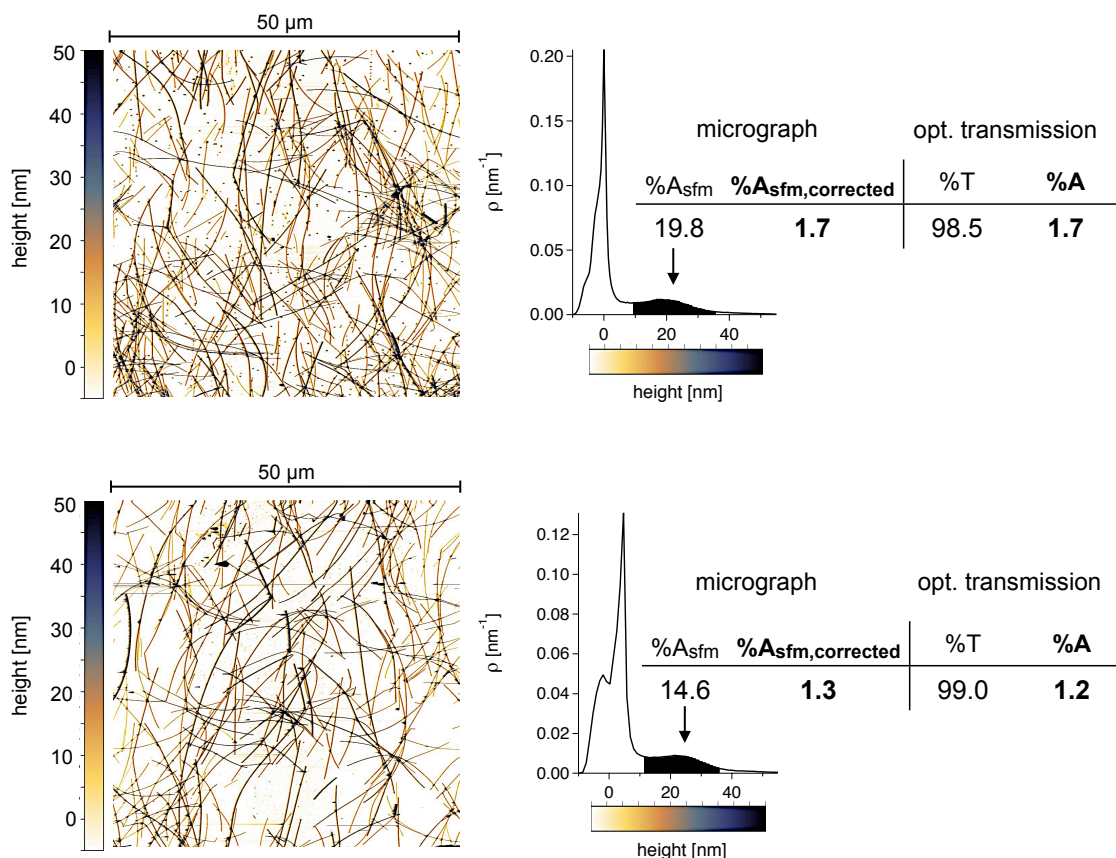 50 µm
height [nm]
50
40
30
20
10
0
ρ [nm-1]
0.20
0.15
0.10
0.05
0.00
micrograph
opt. transmission
%Asfm %Asfm,corrected %T %A
19.8 1.7 98.5 1.7
0 20 40
height [nm]
50 µm
height [nm]
50
40
30
20
10
0
ρ [nm-1]
0.12
0.10
0.08
0.06
0.04
0.02
0.00
micrograph
opt. transmission
%Asfm %Asfm,corrected %T %A
14.6 1.3 99.0 1.2
0 20 40
height [nm]